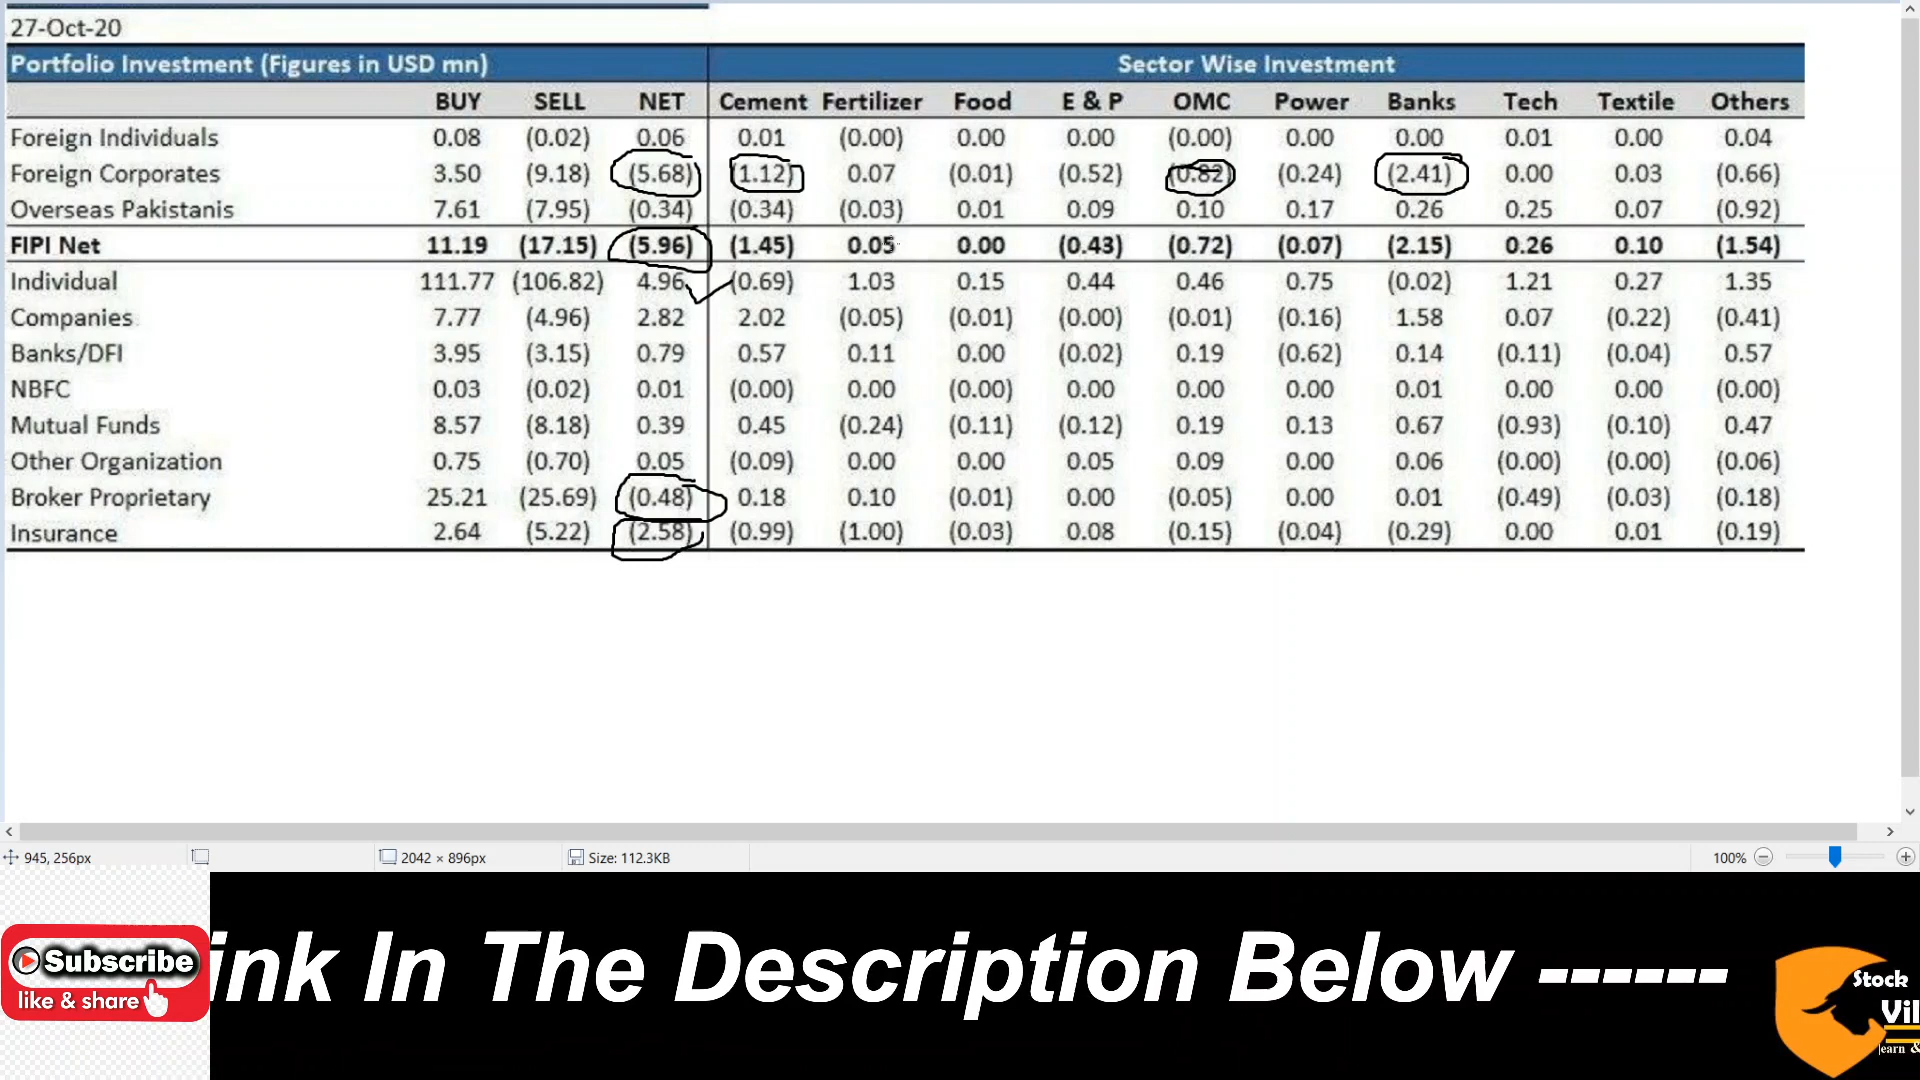 27-Oct-20
Portfolio Investment (Figures in USD mn) Sector Wise Investment
BUY SELL NET Cement Fertilizer Food E & P OMC Power Banks Tech Textile Others
Foreign Individuals 0.08 (0.02) 0.06 0.01 (0.00) 0.00 0.00 (0.00) 0.00 0.00 0.01 0.00 0.04
Foreign Corporates 3.50 (9.18) (5.68) (1.12) 0.07 (0.01) (0.52) (0.82) (0.24) (2.41) 0.00 0.03 (0.66)
Overseas Pakistanis 7.61 (7.95) (0.34) (0.34) (0.03) 0.01 0.09 0.10 0.17 0.26 0.25 0.07 (0.92)
FIPI Net 11.19 (17.15) (5.96) (1.45) 0.05 0.00 (0.43) (0.72) (0.07) (2.15) 0.26 0.10 (1.54)
Individual 111.77 (106.82) 4.96 (0.69) 1.03 0.15 0.44 0.46 0.75 (0.02) 1.21 0.27 1.35
Companies 7.77 (4.96) 2.82 2.02 (0.05) (0.01) (0.00) (0.01) (0.16) 1.58 0.07 (0.22) (0.41)
Banks/DFI 3.95 (3.15) 0.79 0.57 0.11 0.00 (0.02) 0.19 (0.62) 0.14 (0.11) (0.04) 0.57
NBFC 0.03 (0.02) 0.01 (0.00) 0.00 (0.00) 0.00 0.00 0.00 0.01 0.00 0.00 (0.00)
Mutual Funds 8.57 (8.18) 0.39 0.45 (0.24) (0.11) (0.12) 0.19 0.13 0.67 (0.93) (0.10) 0.47
Other Organization 0.75 (0.70) 0.05 (0.09) 0.00 0.00 0.05 0.09 0.00 0.06 (0.00) (0.00) (0.06)
Broker Proprietary 25.21 (25.69) (0.48) 0.18 0.10 (0.01) 0.00 (0.05) 0.00 0.01 (0.49) (0.03) (0.18)
Insurance 2.64 (5.22) (2.58) (0.99) (1.00) (0.03) 0.08 (0.15) (0.04) (0.29) 0.00 0.01 (0.19)
945, 256px 2042 × 896px Size: 112.3KB 100%
Subscribe
like & share
ink In The Description Below ------
Stock
Vil
earn &